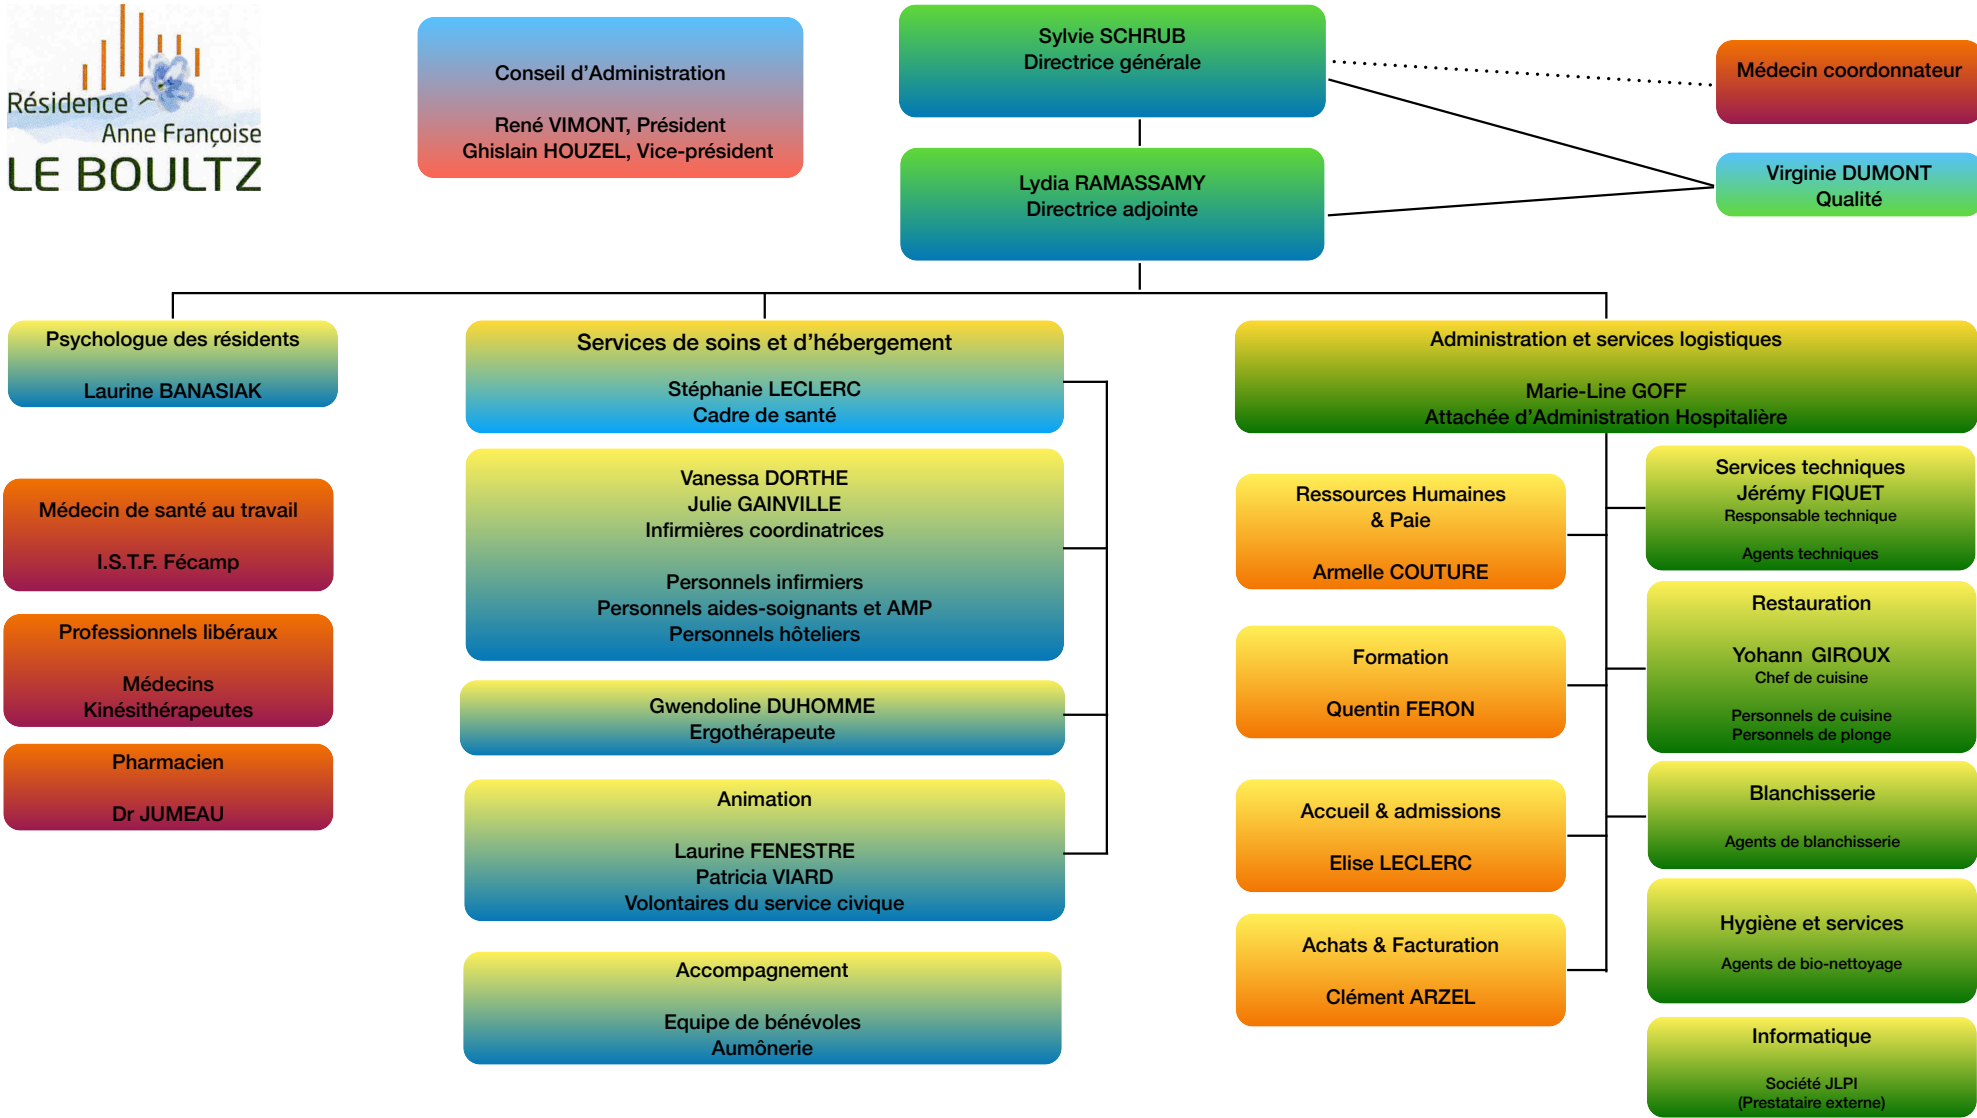 Résidence
Anne Françoise
LE BOULTZ
Conseil d'Administration
René VIMONT, Président
Ghislain HOUZEL, Vice-président
Sylvie SCHRUB
Directrice générale
Lydia RAMASSAMY
Directrice adjointe
Médecin coordonnateur
Virginie DUMONT
Qualité
Psychologue des résidents
Laurine BANASIAK
Médecin de santé au travail
I.S.T.F. Fécamp
Professionnels libéraux
Médecins
Kinésithérapeutes
Pharmacien
Dr JUMEAU
Services de soins et d'hébergement
Stéphanie LECLERC
Cadre de santé
Vanessa DORTHE
Julie GAINVILLE
Infirmières coordinatrices
Personnels infirmiers
Personnels aides-soignants et AMP
Personnels hôteliers
Gwendoline DUHOMME
Ergothérapeute
Animation
Laurine FENESTRE
Patricia VIARD
Volontaires du service civique
Accompagnement
Equipe de bénévoles
Aumônerie
Administration et services logistiques
Marie-Line GOFF
Attachée d'Administration Hospitalière
Ressources Humaines
& Paie
Armelle COUTURE
Formation
Quentin FERON
Accueil & admissions
Elise LECLERC
Achats & Facturation
Clément ARZEL
Services techniques
Jérémy FIQUET
Responsable technique
Agents techniques
Restauration
Yohann GIROUX
Chef de cuisine
Personnels de cuisine
Personnels de plonge
Blanchisserie
Agents de blanchisserie
Hygiène et services
Agents de bio-nettoyage
Informatique
Société JLPI
(Prestataire externe)